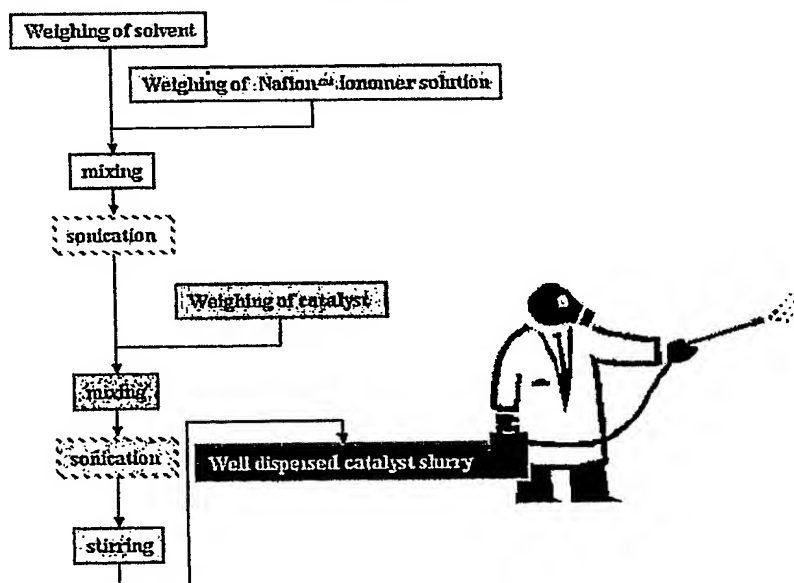 Weighing of solvent
Weighing of Nafion ionomer solution
mixing
sonication
Weighing of catalyst
mixing
sonication
Well dispersed catalyst slurry
stirring